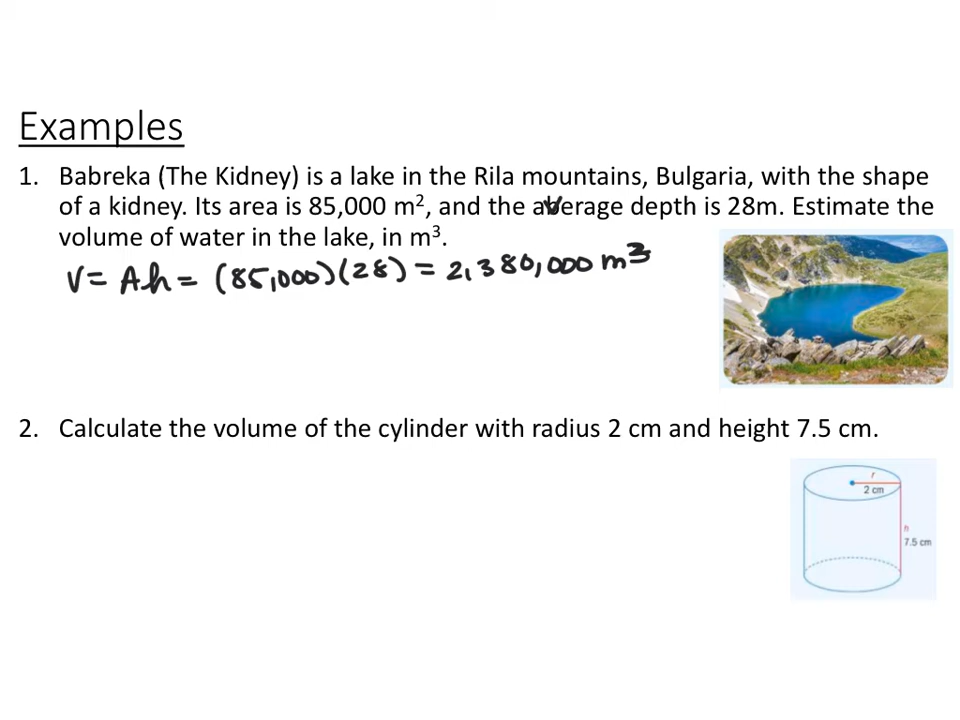 Examples
1. Babreka (The Kidney) is a lake in the Rila mountains, Bulgaria, with the shape
of a kidney. Its area is 85,000 m², and the average depth is 28m. Estimate the
volume of water in the lake, in m³.
V = Ah = (85,000)(28) = 2,380,000 m³
2. Calculate the volume of the cylinder with radius 2 cm and height 7.5 cm.
r
2 cm
h
7.5 cm